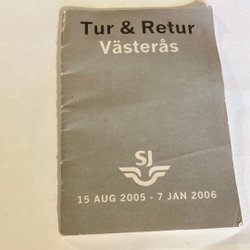 Tur & Retur
Västerås
SJ
15 AUG 2005 - 7 JAN 2006